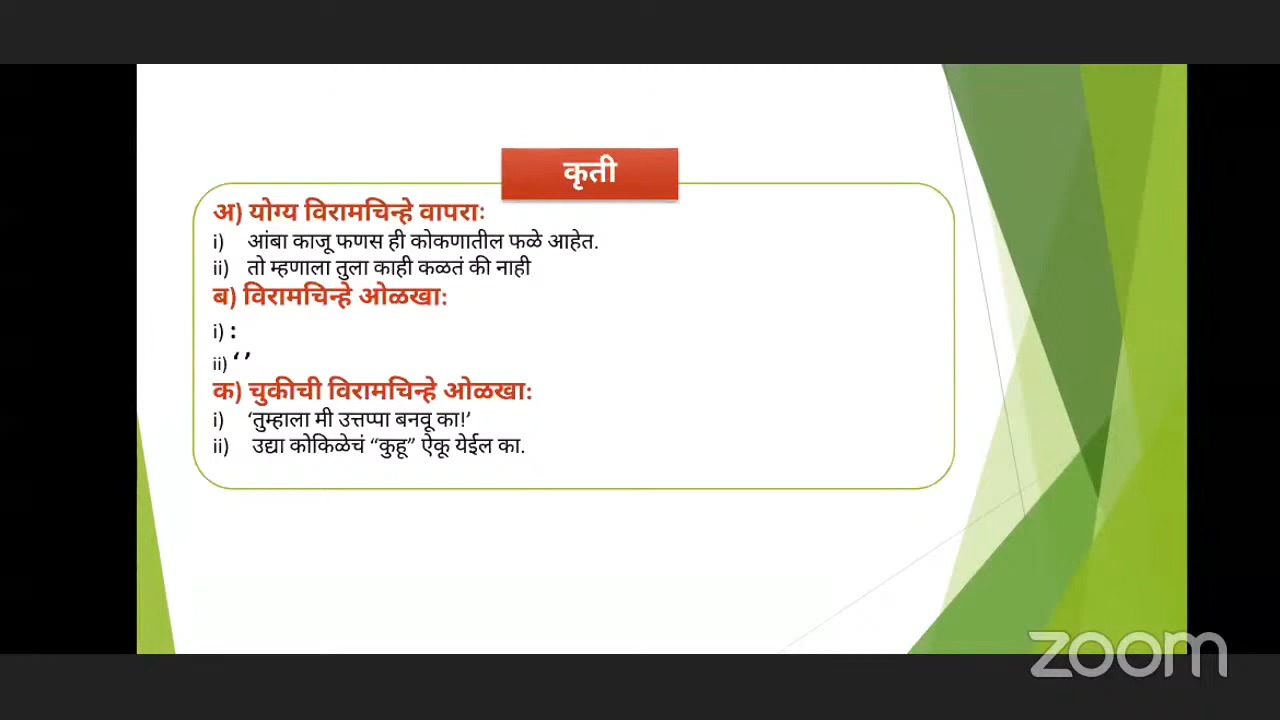 कृती
अ) योग्य विरामचिन्हे वापराः
i) आंबा काजू फणस ही कोकणातील फळे आहेत.
ii) तो म्हणाला तुला काही कळतं की नाही
ब) विरामचिन्हे ओळखाः
i) :
ii) ‘ ’
क) चुकीची विरामचिन्हे ओळखाः
i) ‘तुम्हाला मी उत्तप्पा बनवू का!’
ii) उद्या कोकिळेचं “कुहू” ऐकू येईल का.
zoom